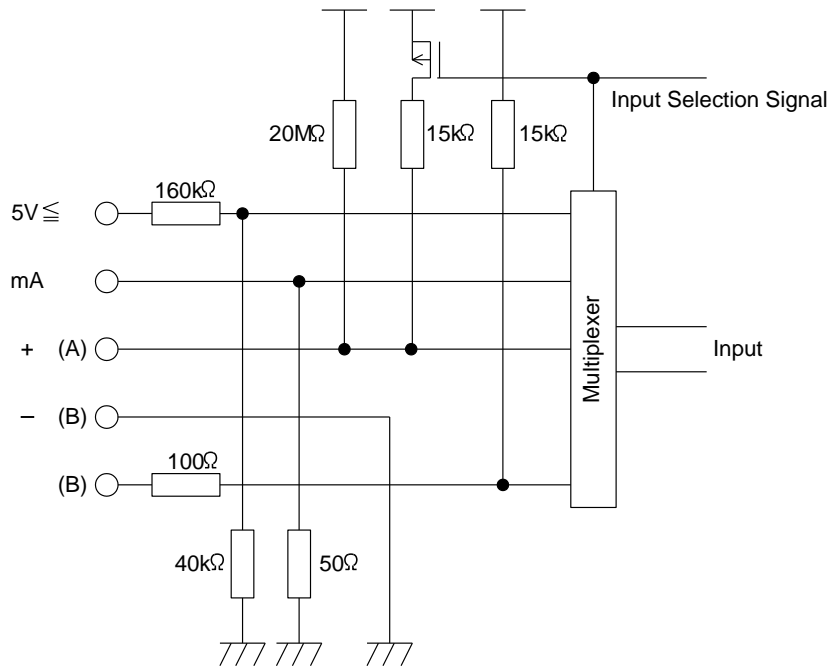 Input Selection Signal
20MΩ
15kΩ
15kΩ
160kΩ
5V≦
mA
+ (A)
Multiplexer
Input
− (B)
100Ω
(B)
40kΩ
50Ω